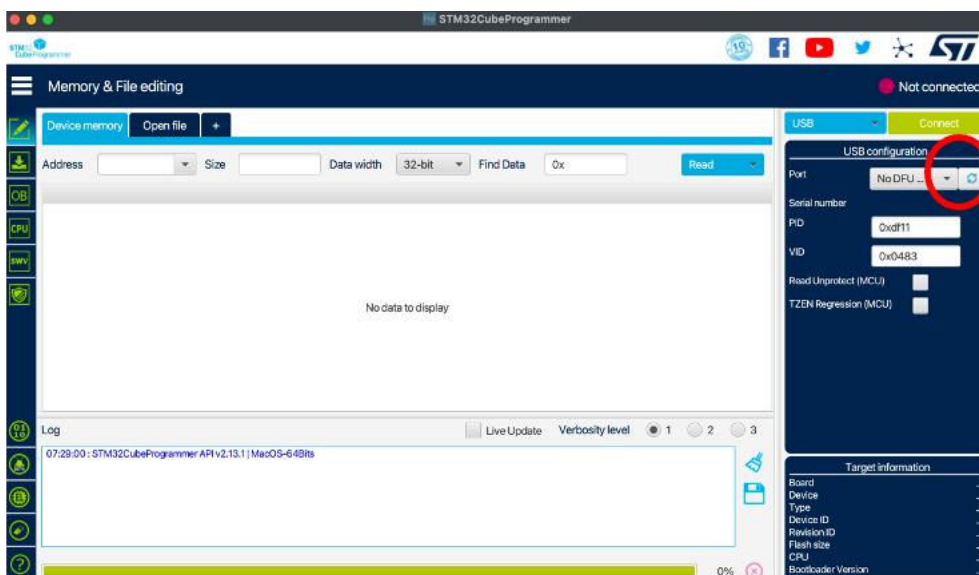 STM32CubeProgrammer
STM32
CubeProgrammer
19
Memory & File editing
Not connected
Device memory Open file +
USB Connect
Address Size Data width 32-bit Find Data 0x Read
USB configuration
Port No DFU ...
Serial number
PID 0xdf11
VID 0x0483
Read Unprotect (MCU)
TZEN Regression (MCU)
OB
CPU
SWV
No data to display
Log Live Update Verbosity level 1 2 3
07:29:00 : STM32CubeProgrammer API v2.13.1 | MacOS-64Bits
Target information
Board
Device
Type
Device ID
Revision ID
Flash size
CPU
Bootloader Version
0%